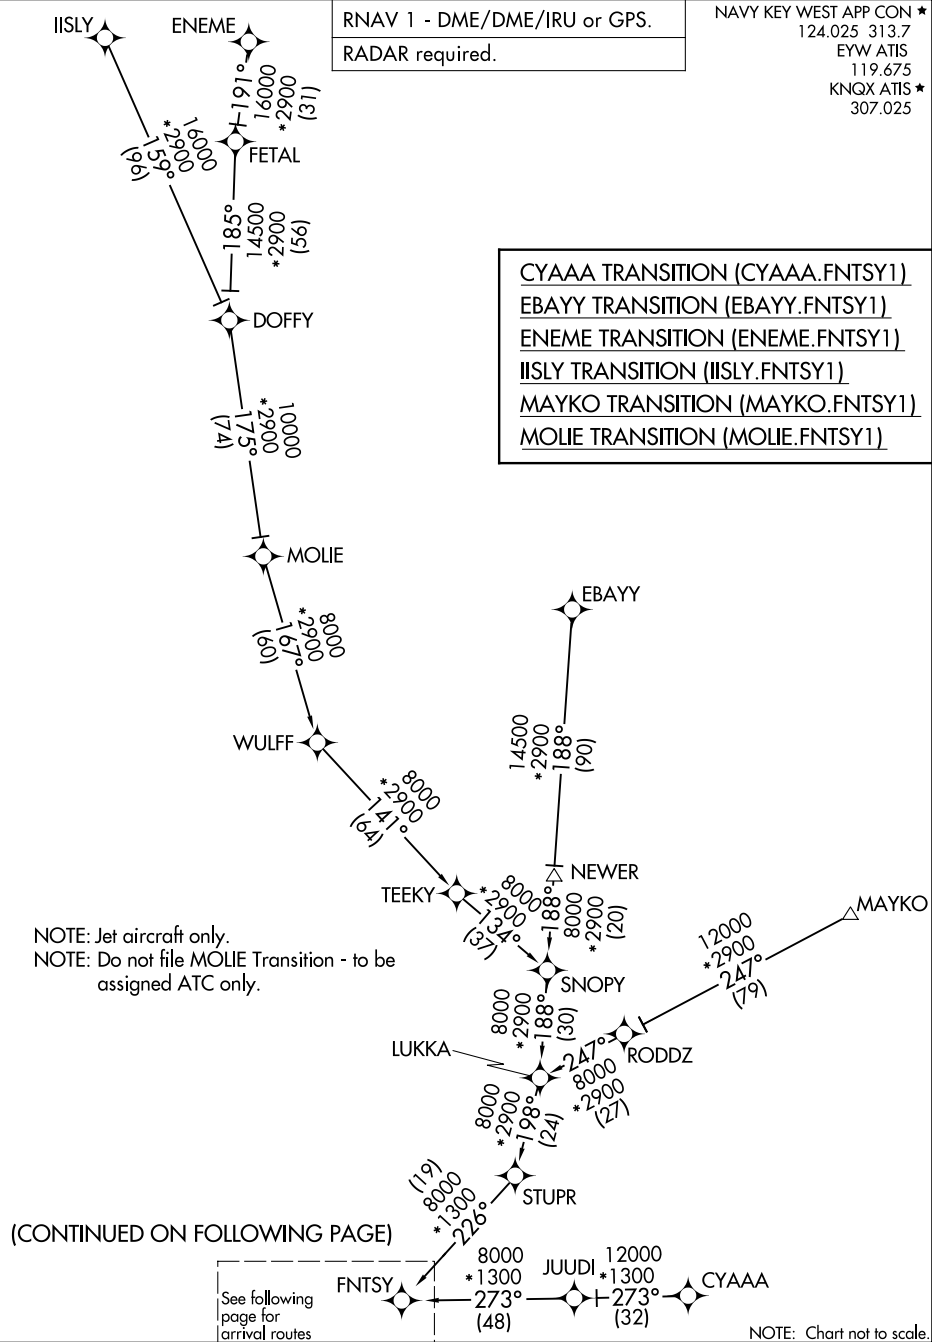 RNAV 1 - DME/DME/IRU or GPS.
RADAR required.
NAVY KEY WEST APP CON ★
124.025 313.7
EYW ATIS
119.675
KNQX ATIS ★
307.025
IISLY
ENEME
191°
16000
*2900
(31)
FETAL
16000
*2900
159°
(96)
185°
14500
*2900
(56)
DOFFY
CYAAA TRANSITION (CYAAA.FNTSY1)
EBAYY TRANSITION (EBAYY.FNTSY1)
ENEME TRANSITION (ENEME.FNTSY1)
IISLY TRANSITION (IISLY.FNTSY1)
MAYKO TRANSITION (MAYKO.FNTSY1)
MOLIE TRANSITION (MOLIE.FNTSY1)
10000
*2900
175°
(74)
MOLIE
8000
*2900
167°
(60)
EBAYY
WULFF
14500
*2900
188°
(90)
8000
*2900
141°
(64)
TEEKY
NEWER
8000
*2900
134°
(37)
188°
8000
*2900
(20)
MAYKO
12000
*2900
247°
(79)
NOTE: Jet aircraft only.
NOTE: Do not file MOLIE Transition - to be
assigned ATC only.
SNOPY
8000
*2900
188°
(30)
LUKKA
RODDZ
247°
8000
*2900
(27)
8000
*2900
198°
(24)
STUPR
(19)
8000
*1300
226°
(CONTINUED ON FOLLOWING PAGE)
See following
page for
arrival routes
FNTSY
8000
*1300
273°
(48)
JUUDI
12000
*1300
273°
(32)
CYAAA
NOTE: Chart not to scale.